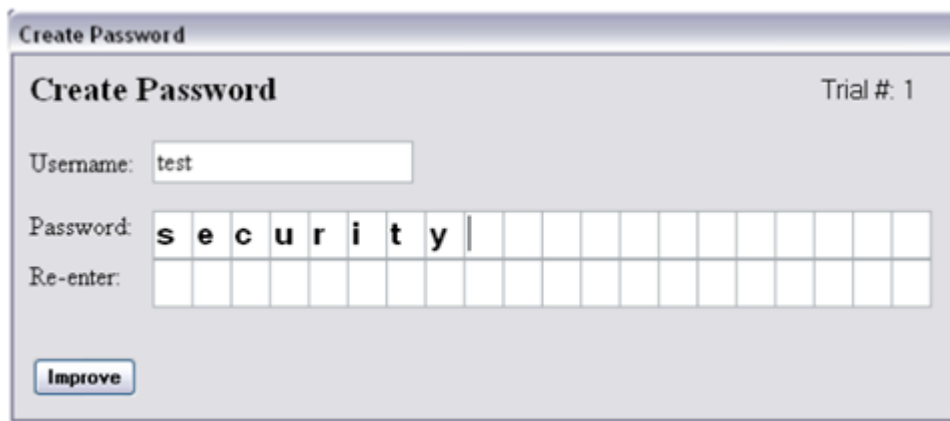 Create Password
Create Password Trial #: 1
Username: test
Password: s e c u r i t y
Re-enter:
Improve